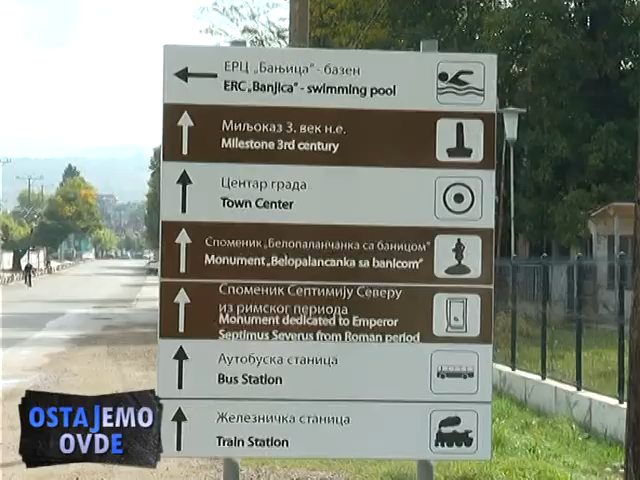 ЕРЦ „Бањица“ - базен
ERC „Banjica“ - swimming pool
Миљоказ 3. век н.е.
Milestone 3rd century
Центар града
Town Center
Споменик „Белопаланчанка са баницом“
Monument „Belopalancanka sa banicom“
Споменик Септимију Северу
из римског периода
Monument dedicated to Emperor
Septimus Severus from Roman period
Аутобуска станица
Bus Station
Железничка станица
Train Station
OSTAJEMO
OVDE